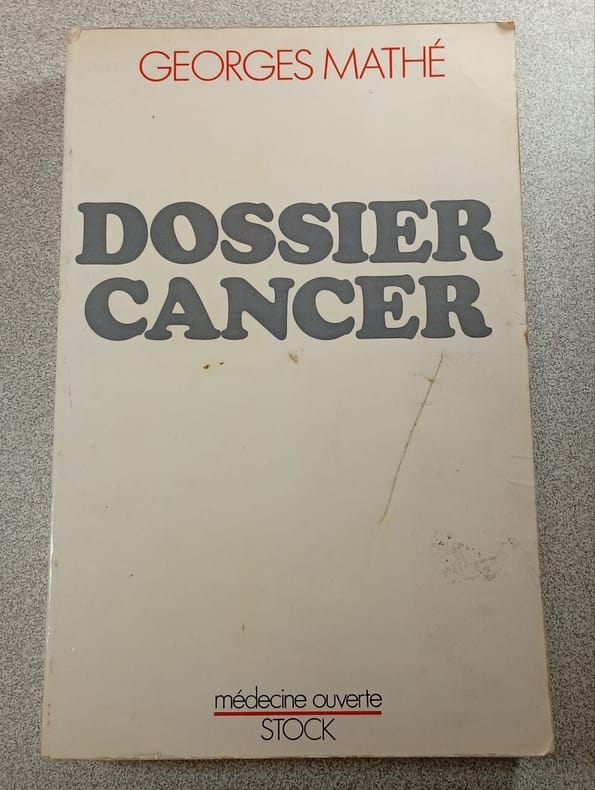 GEORGES MATHÉ
DOSSIER
CANCER
médecine ouverte
STOCK